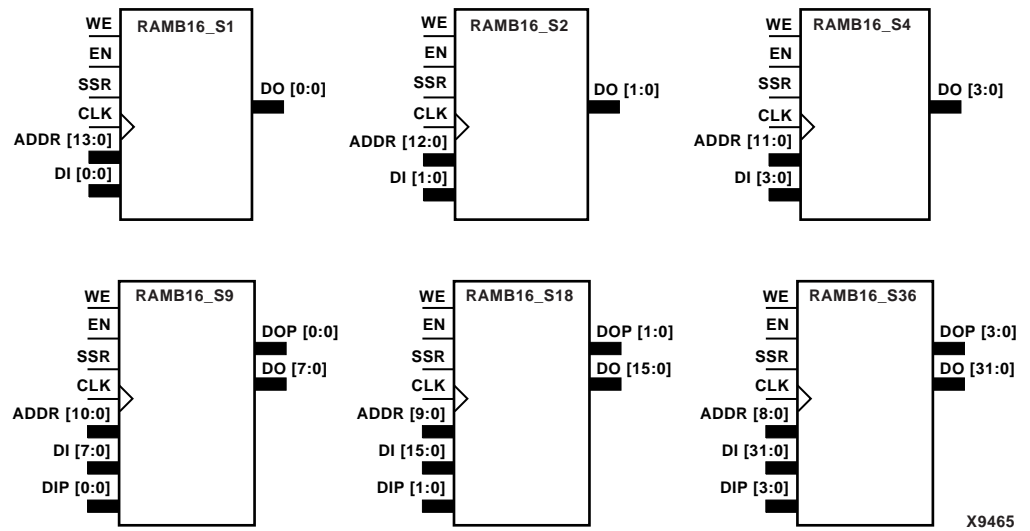 RAMB16_S1
WE
EN
SSR
CLK
ADDR [13:0]
DI [0:0]
DO [0:0]
RAMB16_S2
WE
EN
SSR
CLK
ADDR [12:0]
DI [1:0]
DO [1:0]
RAMB16_S4
WE
EN
SSR
CLK
ADDR [11:0]
DI [3:0]
DO [3:0]
RAMB16_S9
WE
EN
SSR
CLK
ADDR [10:0]
DI [7:0]
DIP [0:0]
DOP [0:0]
DO [7:0]
RAMB16_S18
WE
EN
SSR
CLK
ADDR [9:0]
DI [15:0]
DIP [1:0]
DOP [1:0]
DO [15:0]
RAMB16_S36
WE
EN
SSR
CLK
ADDR [8:0]
DI [31:0]
DIP [3:0]
DOP [3:0]
DO [31:0]
X9465